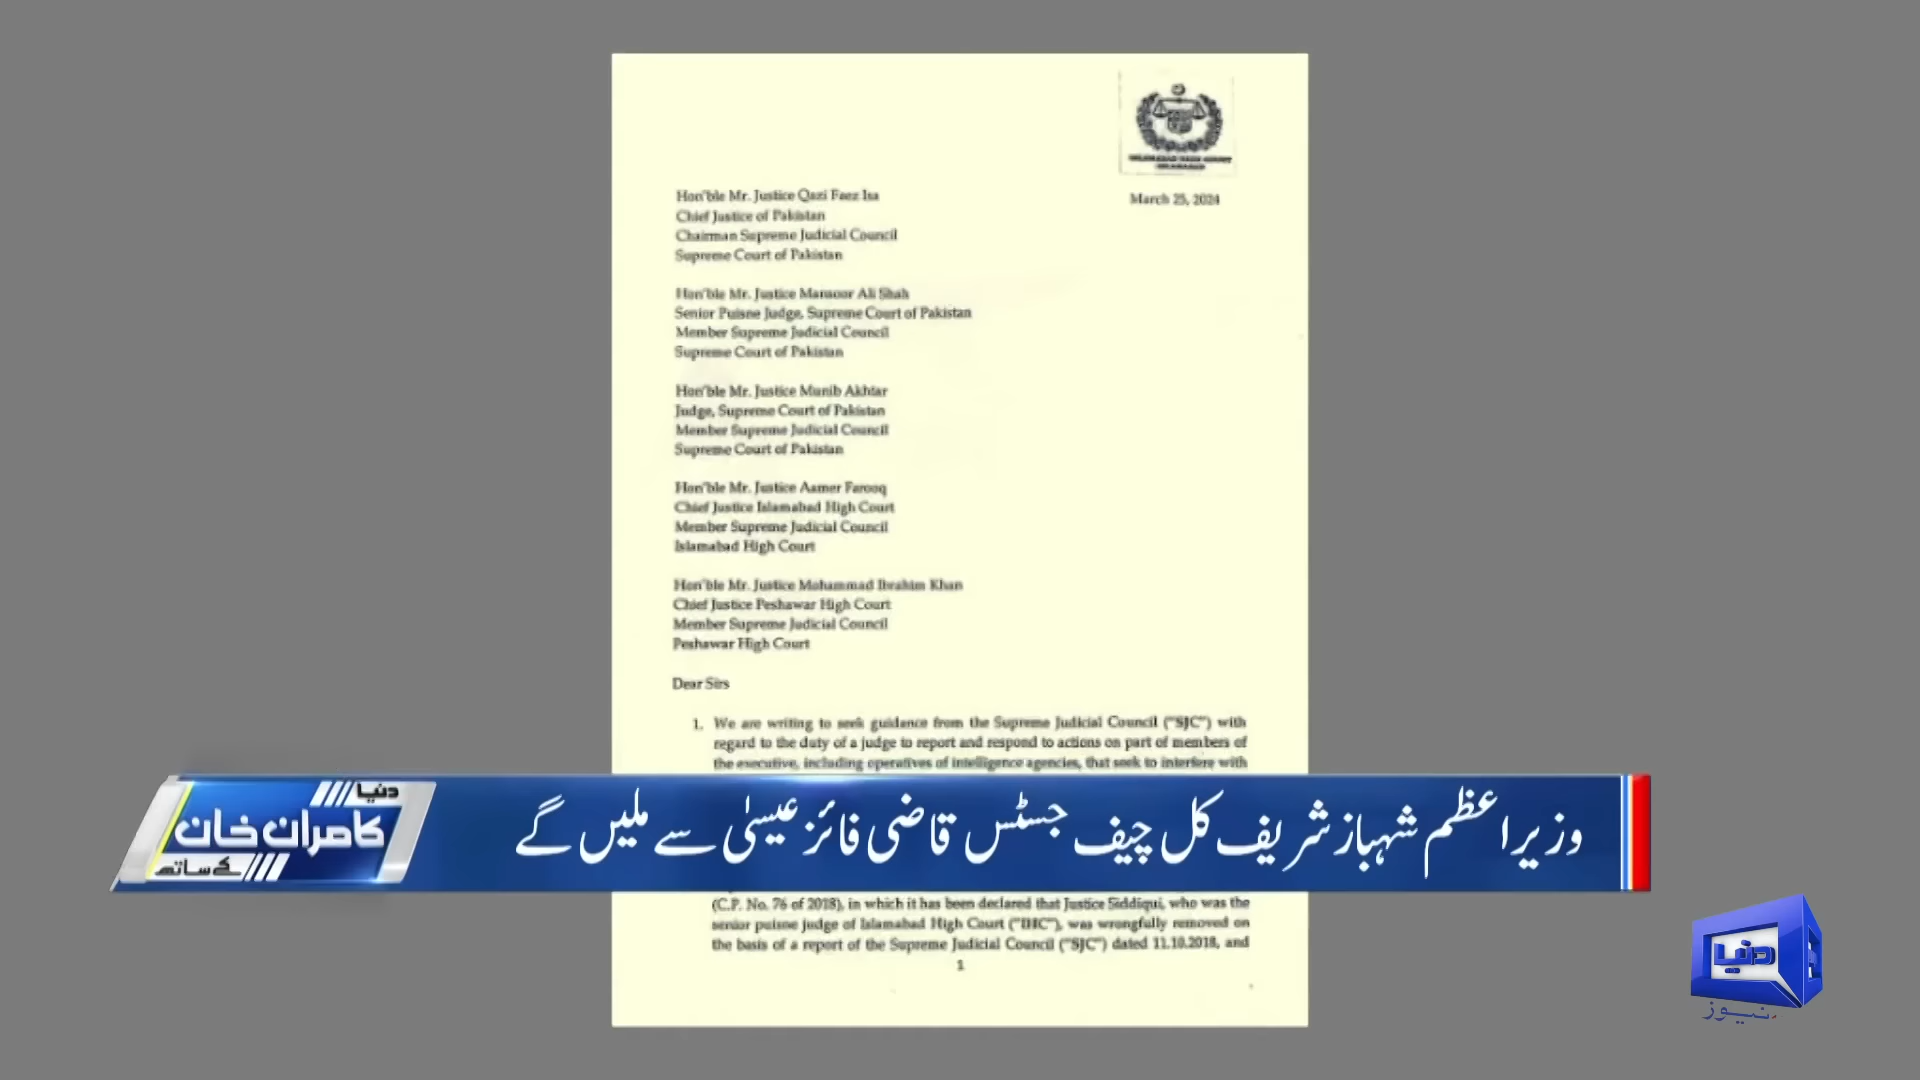 ISLAMABAD HIGH COURT
ISLAMABAD
March 25, 2024
Hon'ble Mr. Justice Qazi Faez Isa
Chief Justice of Pakistan
Chairman Supreme Judicial Council
Supreme Court of Pakistan
Hon'ble Mr. Justice Mansoor Ali Shah
Senior Puisne Judge, Supreme Court of Pakistan
Member Supreme Judicial Council
Supreme Court of Pakistan
Hon'ble Mr. Justice Munib Akhtar
Judge, Supreme Court of Pakistan
Member Supreme Judicial Council
Supreme Court of Pakistan
Hon'ble Mr. Justice Aamer Farooq
Chief Justice Islamabad High Court
Member Supreme Judicial Council
Islamabad High Court
Hon'ble Mr. Justice Mohammad Ibrahim Khan
Chief Justice Peshawar High Court
Member Supreme Judicial Council
Peshawar High Court
Dear Sirs
1. We are writing to seek guidance from the Supreme Judicial Council ("SJC") with
regard to the duty of a judge to report and respond to actions on part of members of
the executive, including operatives of intelligence agencies, that seek to interfere with
دنیا
کامران خان
کے ساتھ
وزیراعظم شہباز شریف کل چیف جسٹس قاضی فائز عیسیٰ سے ملیں گے
(C.P. No. 76 of 2018), in which it has been declared that Justice Siddiqui, who was the
senior puisne judge of Islamabad High Court ("IHC"), was wrongfully removed on
the basis of a report of the Supreme Judicial Council ("SJC") dated 11.10.2018, and
1
دنیا
نیوز